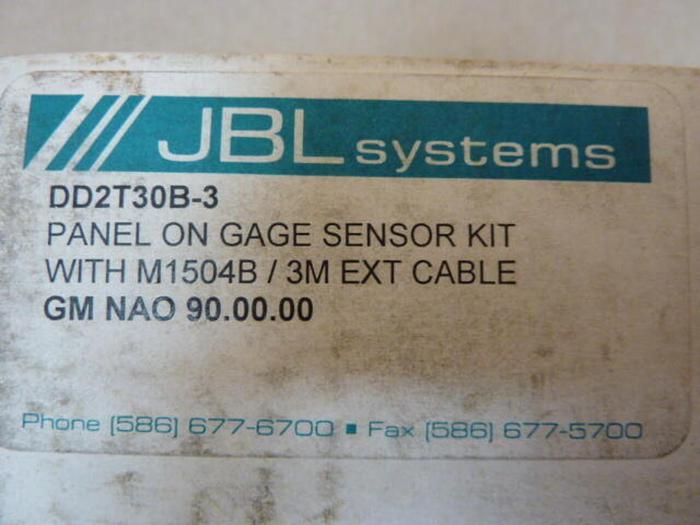 JBL systems
DD2T30B-3
PANEL ON GAGE SENSOR KIT
WITH M1504B / 3M EXT CABLE
GM NAO 90.00.00
Phone (586) 677-6700 ▪ Fax (586) 677-5700